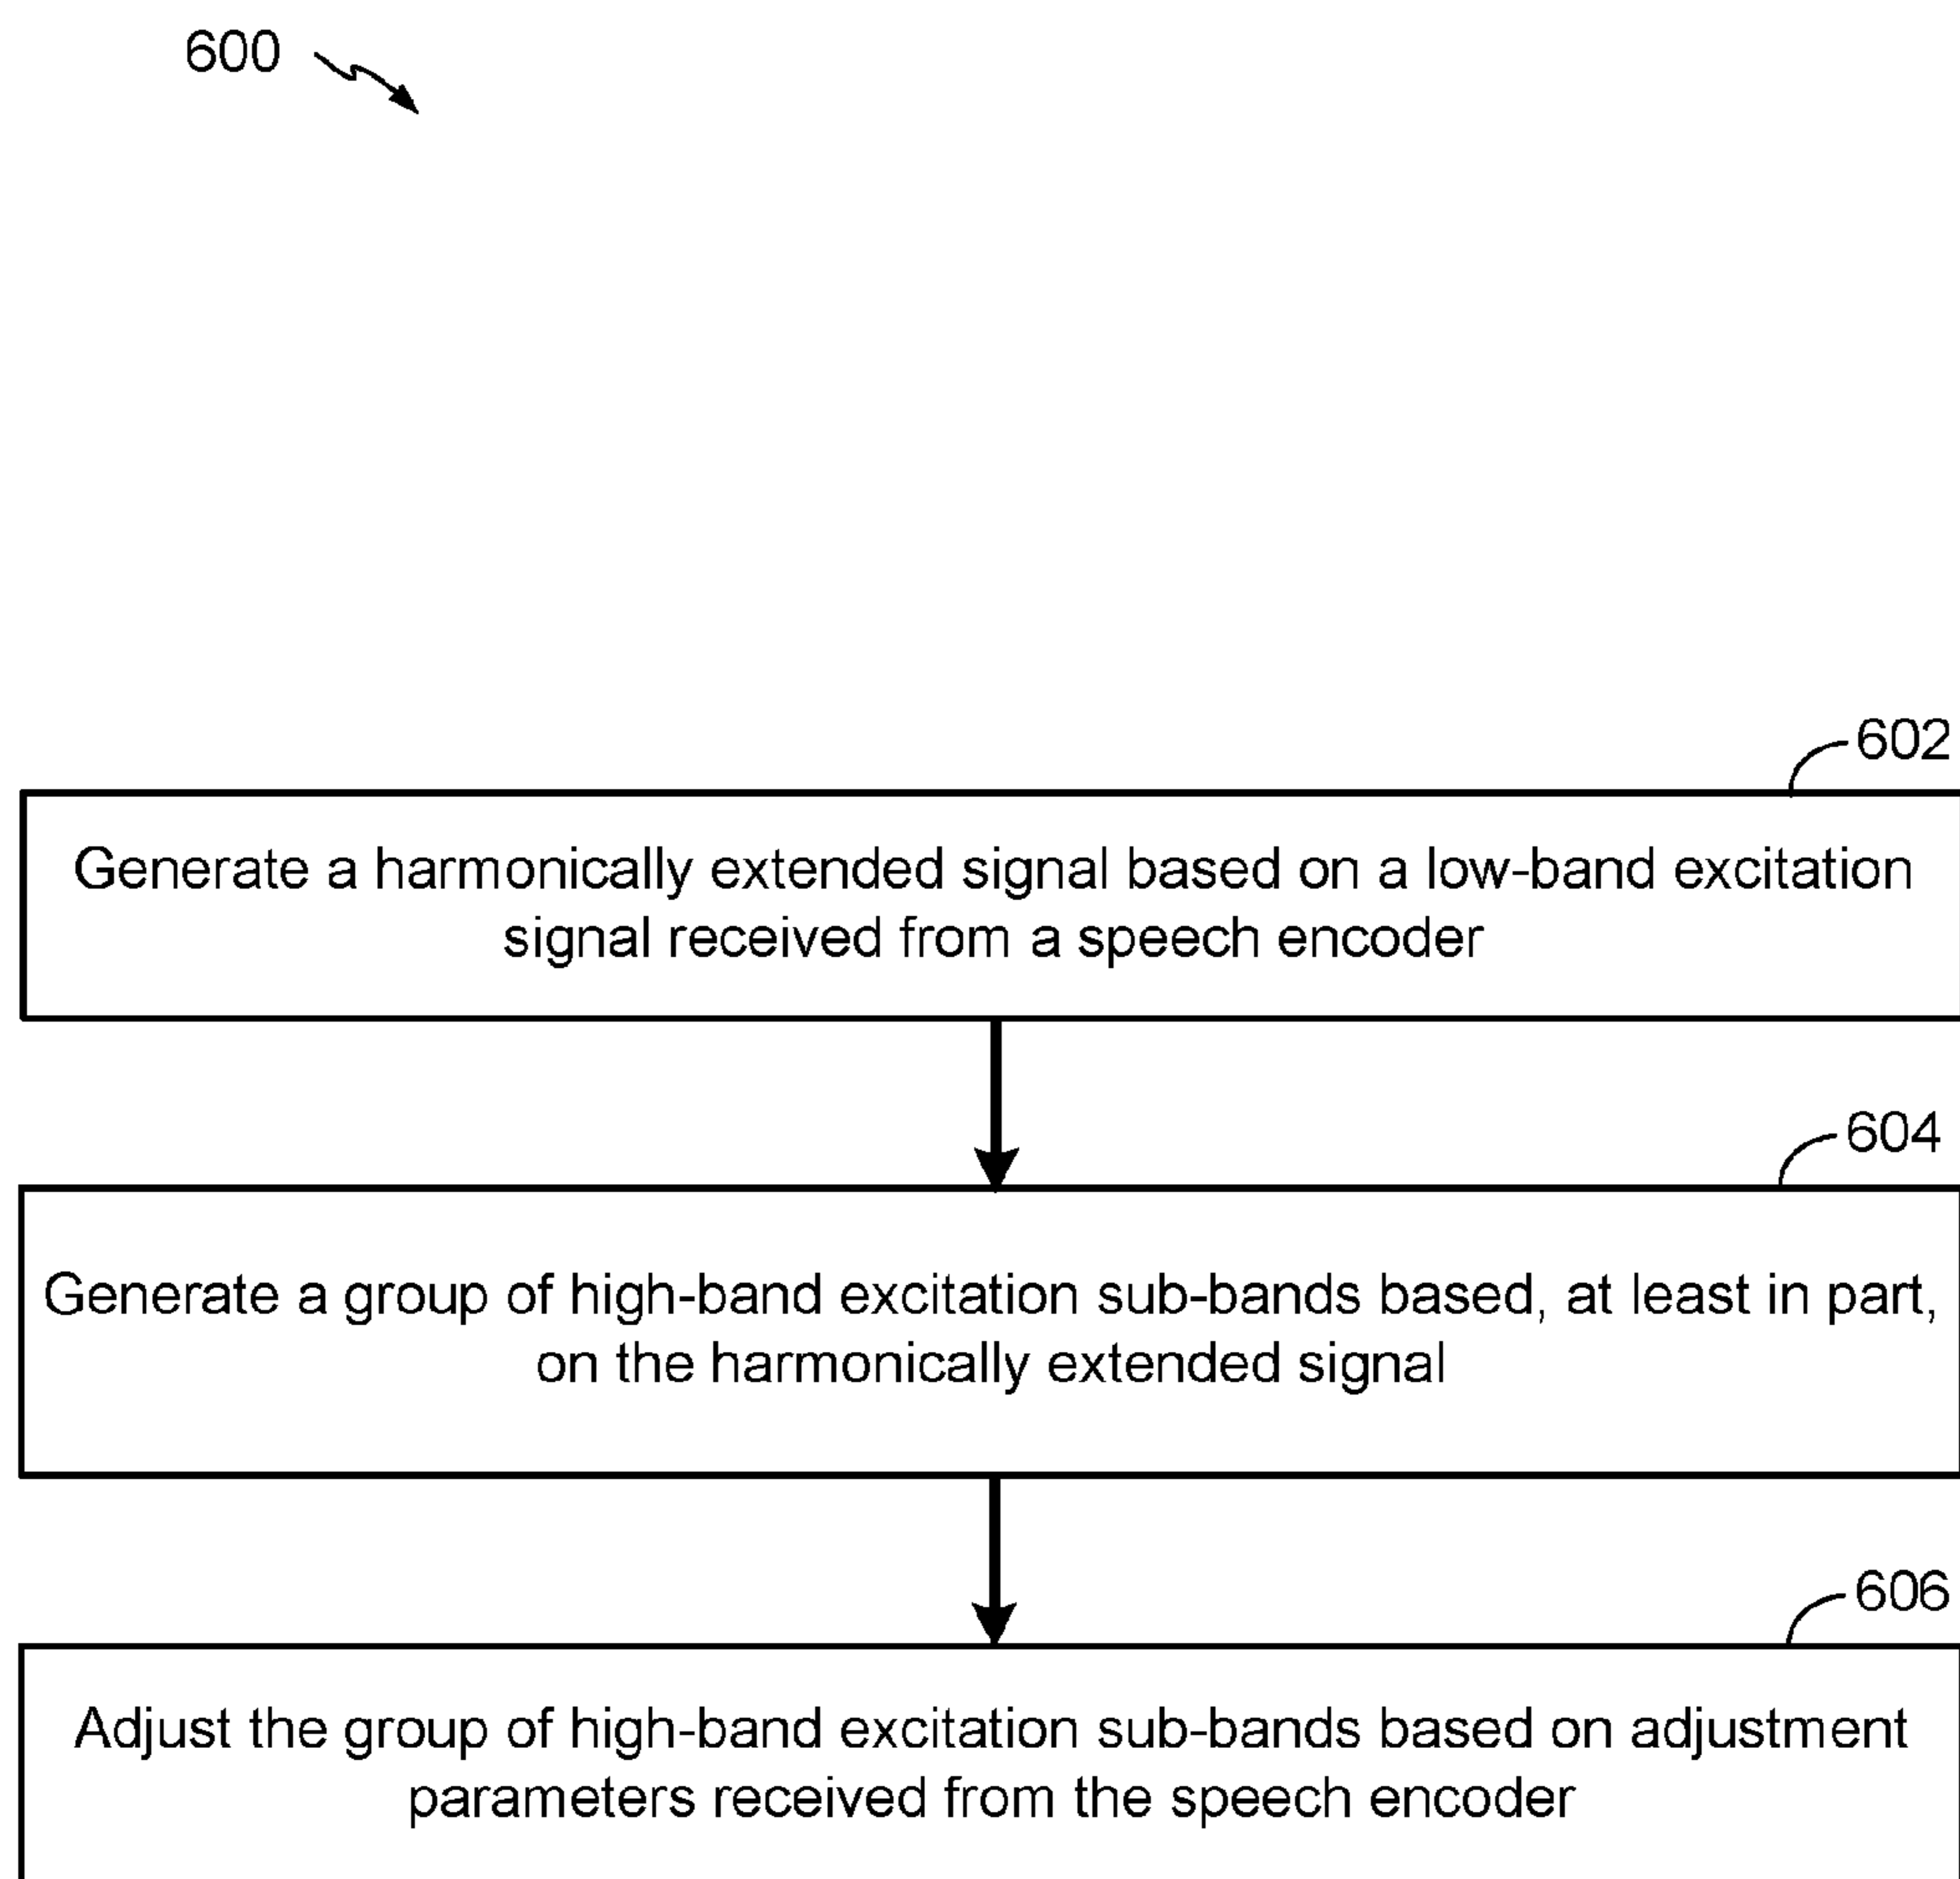 600
602
Generate a harmonically extended signal based on a low-band excitation
signal received from a speech encoder
604
Generate a group of high-band excitation sub-bands based, at least in part,
on the harmonically extended signal
606
Adjust the group of high-band excitation sub-bands based on adjustment
parameters received from the speech encoder